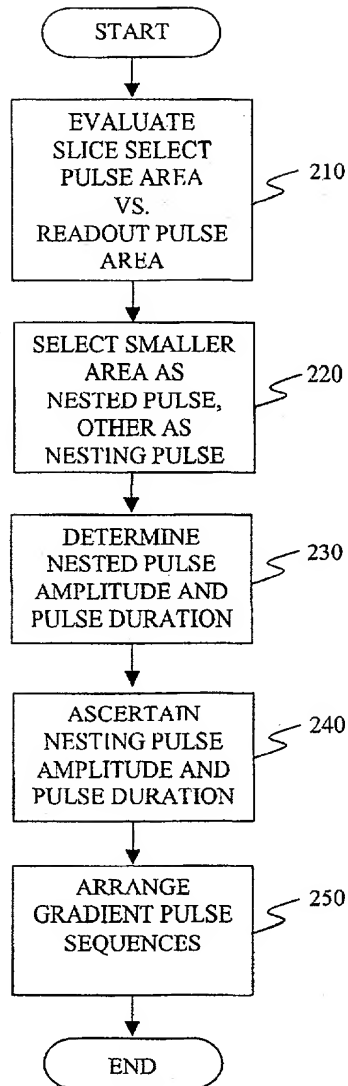 START
EVALUATE
SLICE SELECT
PULSE AREA
VS.
READOUT PULSE
AREA
210
SELECT SMALLER
AREA AS
NESTED PULSE,
OTHER AS
NESTING PULSE
220
DETERMINE
NESTED PULSE
AMPLITUDE AND
PULSE DURATION
230
ASCERTAIN
NESTING PULSE
AMPLITUDE AND
PULSE DURATION
240
ARRANGE
GRADIENT PULSE
SEQUENCES
250
END